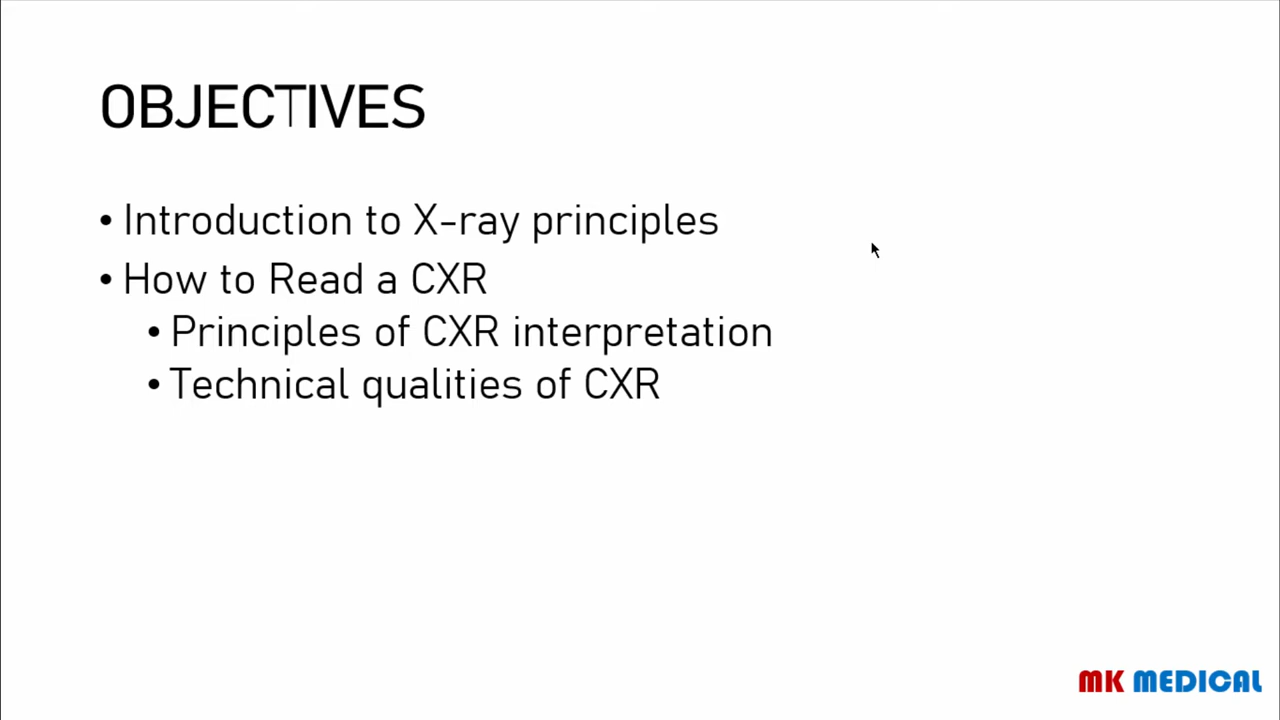 OBJECTIVES
• Introduction to X-ray principles
• How to Read a CXR
• Principles of CXR interpretation
• Technical qualities of CXR
MK MEDICAL